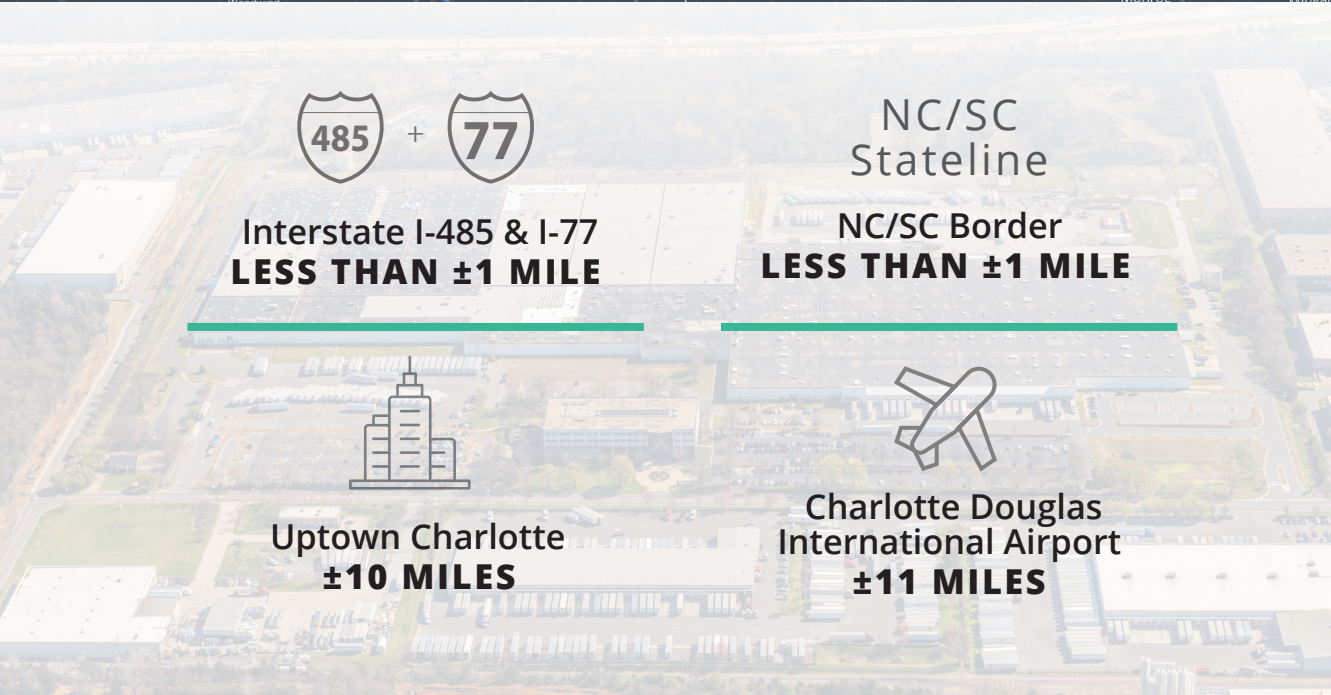 485 + 77
Interstate I-485 & I-77
LESS THAN ±1 MILE
NC/SC
Stateline
NC/SC Border
LESS THAN ±1 MILE
Uptown Charlotte
±10 MILES
Charlotte Douglas
International Airport
±11 MILES